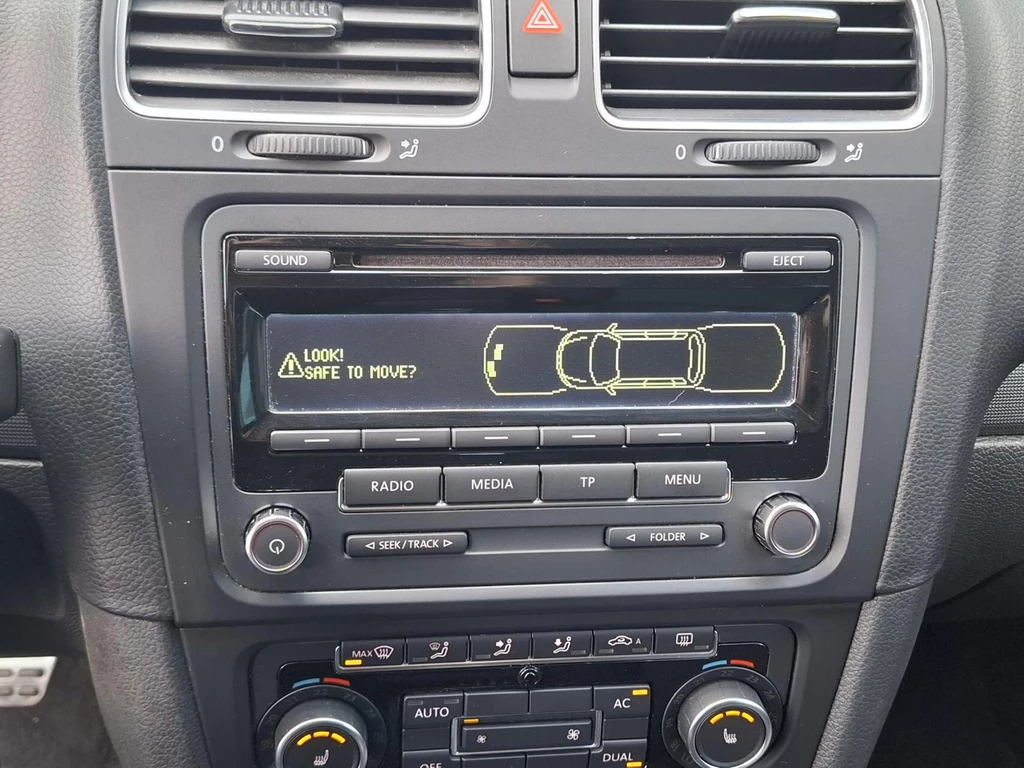 0
0
SOUND
EJECT
LOOK!
SAFE TO MOVE?
RADIO
MEDIA
TP
MENU
SEEK/TRACK
FOLDER
MAX
A
AUTO
AC
OFF
DUAL